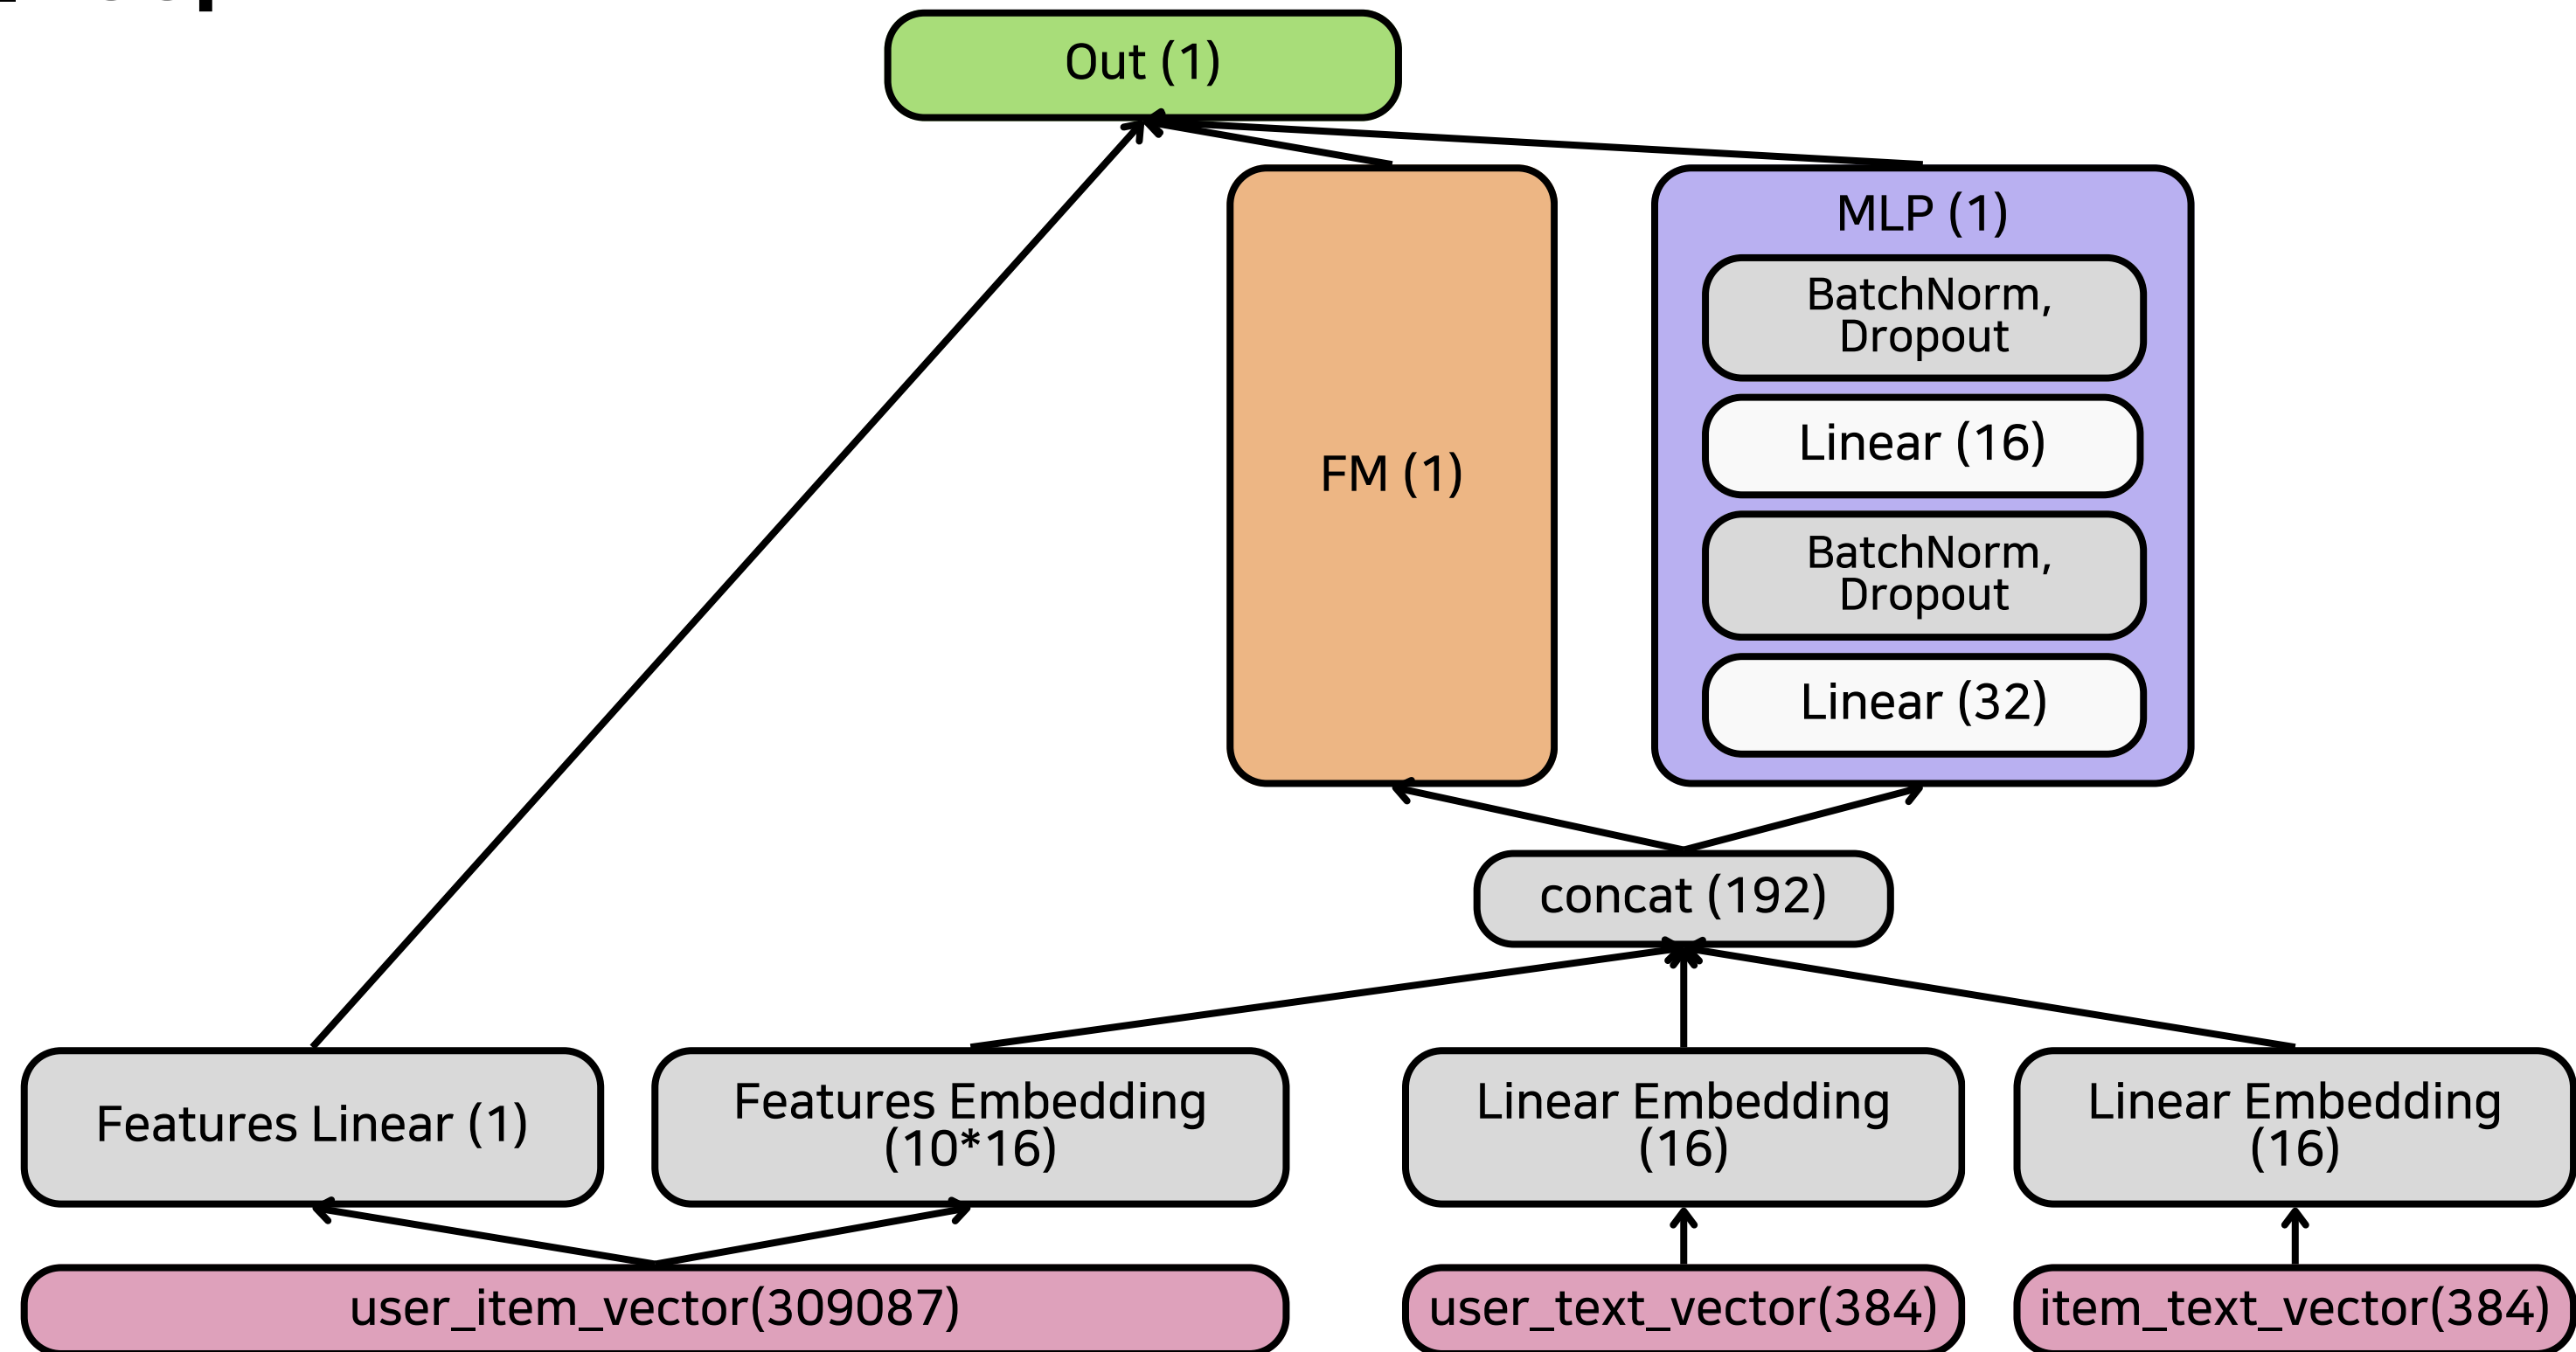 Out (1)
MLP (1)
BatchNorm,
Dropout
Linear (16)
FM (1)
BatchNorm,
Dropout
Linear (32)
concat (192)
Features Linear (1)
Features Embedding
(10*16)
Linear Embedding
(16)
Linear Embedding
(16)
user_item_vector(309087)
user_text_vector(384)
item_text_vector(384)